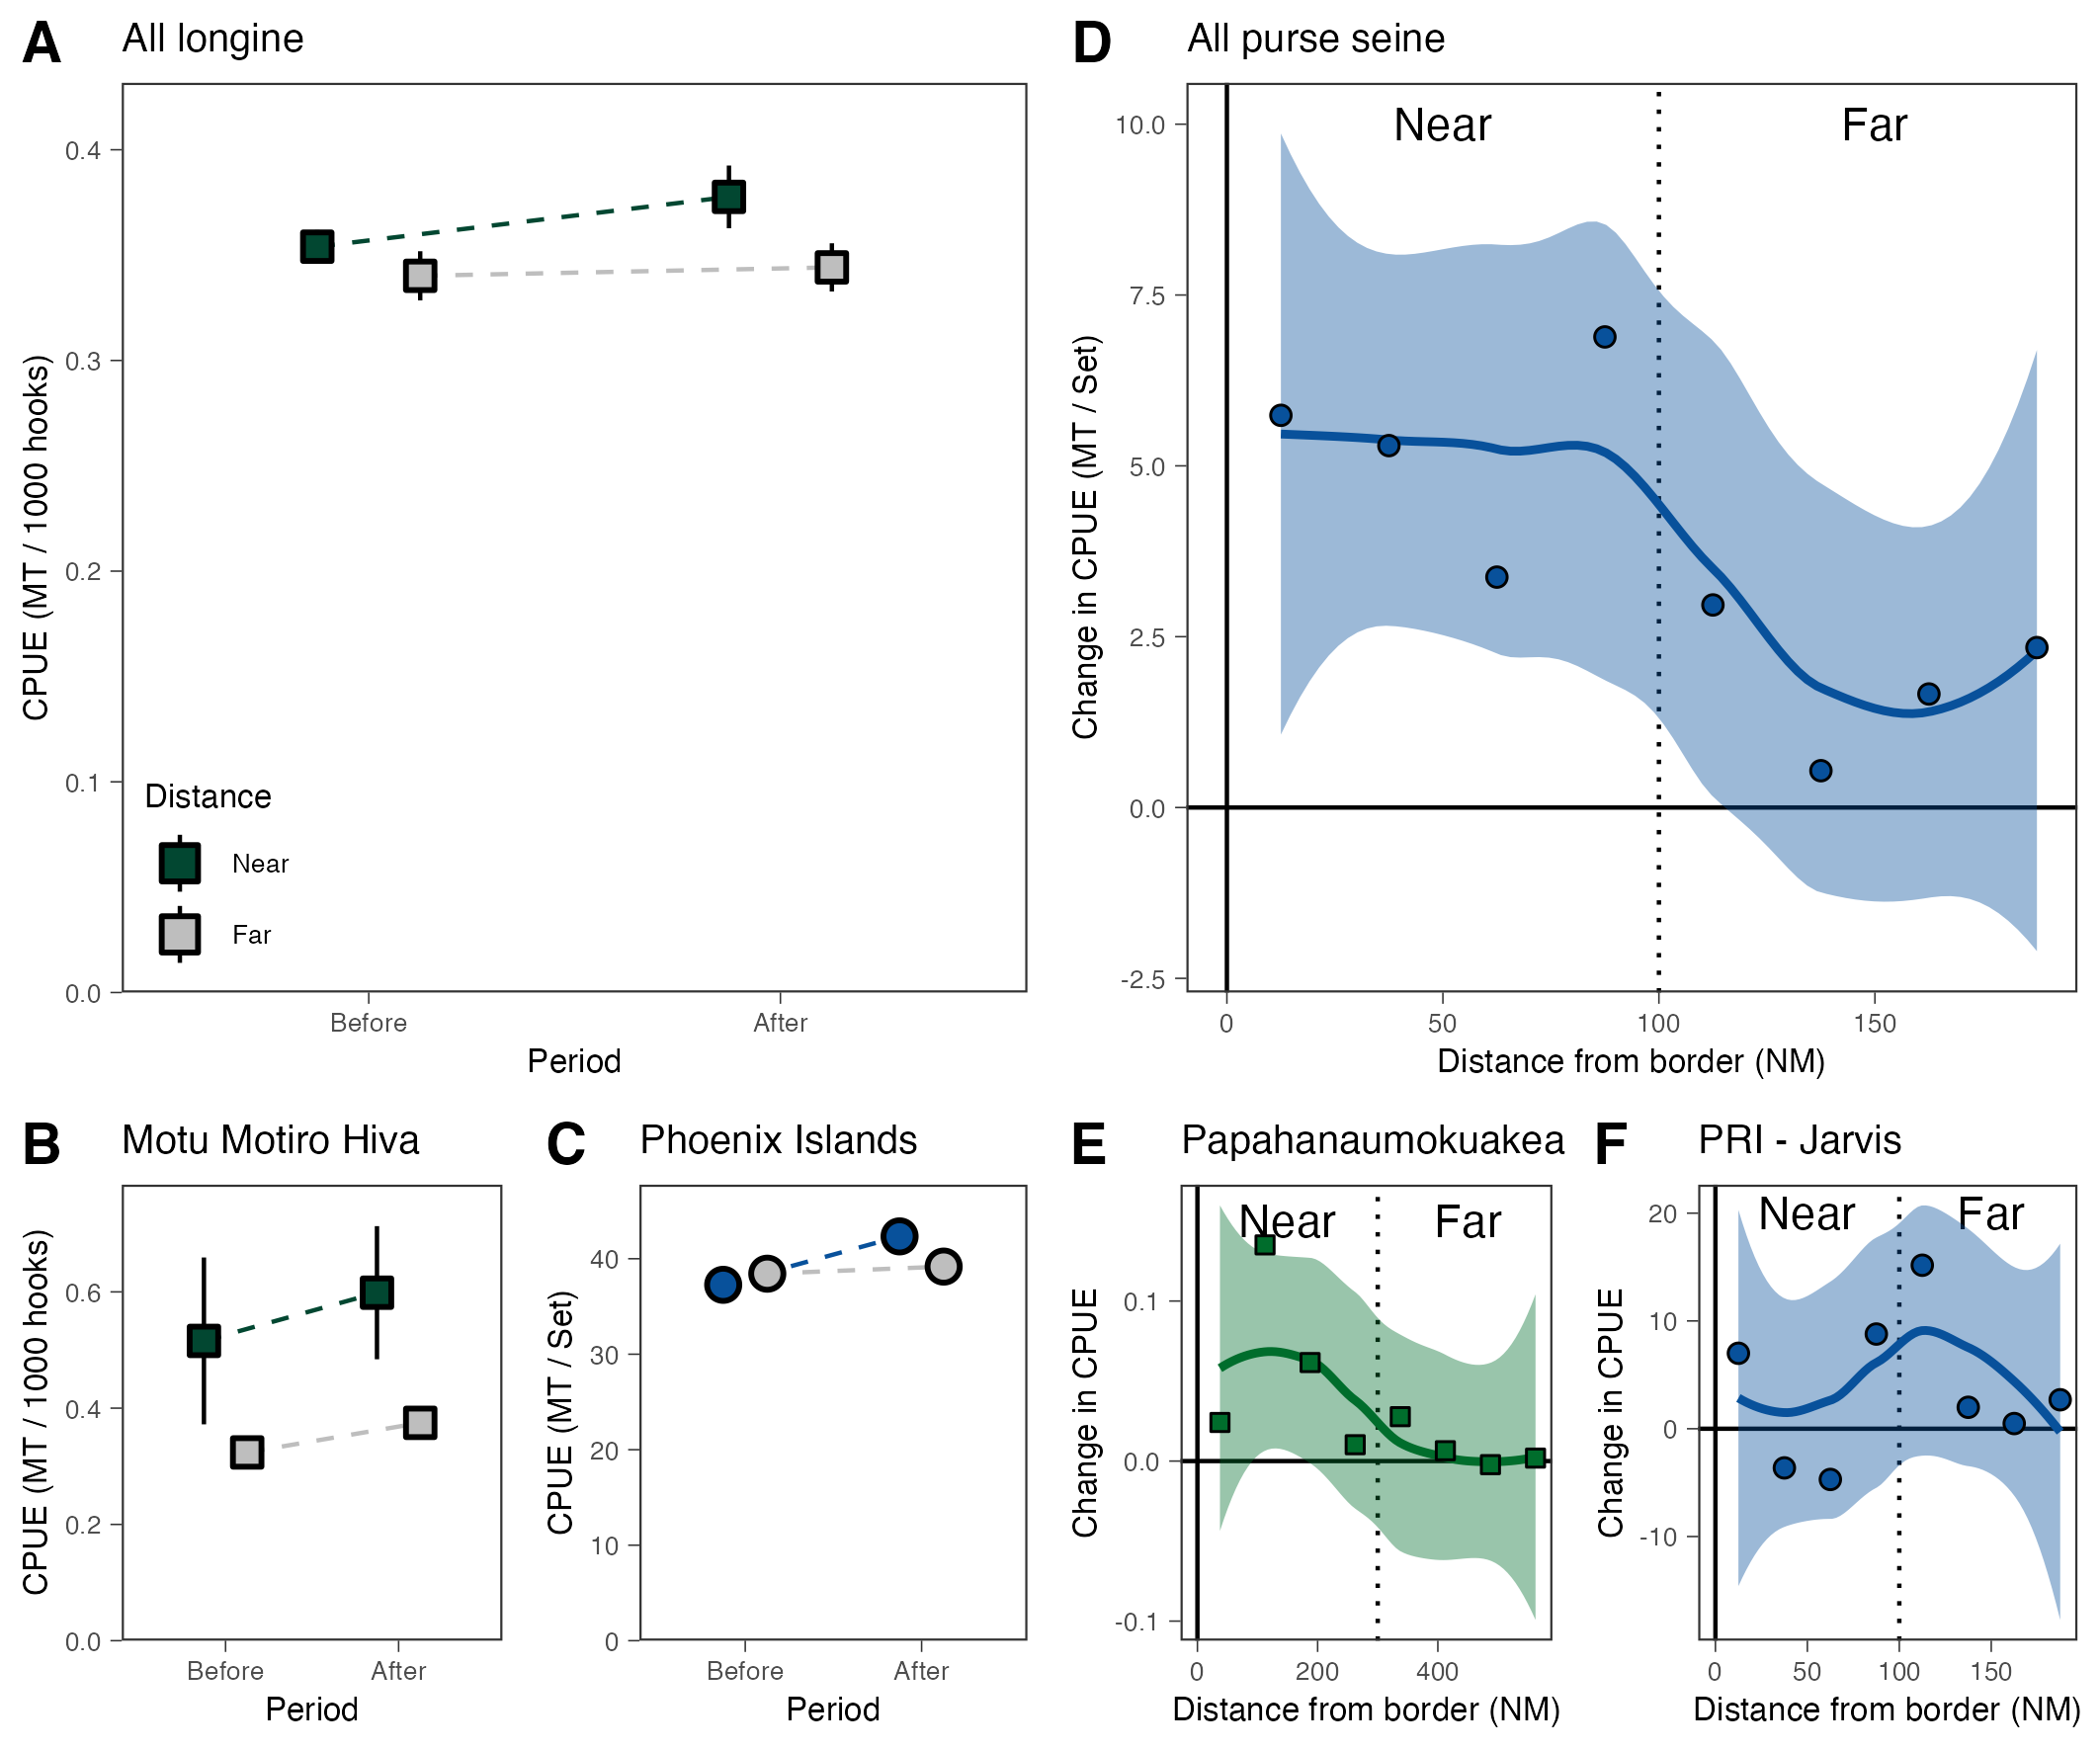 A All longine
CPUE (MT / 1000 hooks)
0.4
0.3
0.2
0.1
0.0
Distance
Near
Far
Before After
Period
D All purse seine
Change in CPUE (MT / Set)
10.0
7.5
5.0
2.5
0.0
-2.5
Near Far
0 50 100 150
Distance from border (NM)
B Motu Motiro Hiva
CPUE (MT / 1000 hooks)
0.6
0.4
0.2
0.0
Before After
Period
C Phoenix Islands
CPUE (MT / Set)
40
30
20
10
0
Before After
Period
E Papahanaumokuakea
Change in CPUE
0.1
0.0
-0.1
Near Far
0 200 400
Distance from border (NM)
F PRI - Jarvis
Change in CPUE
20
10
0
-10
Near Far
0 50 100 150
Distance from border (NM)